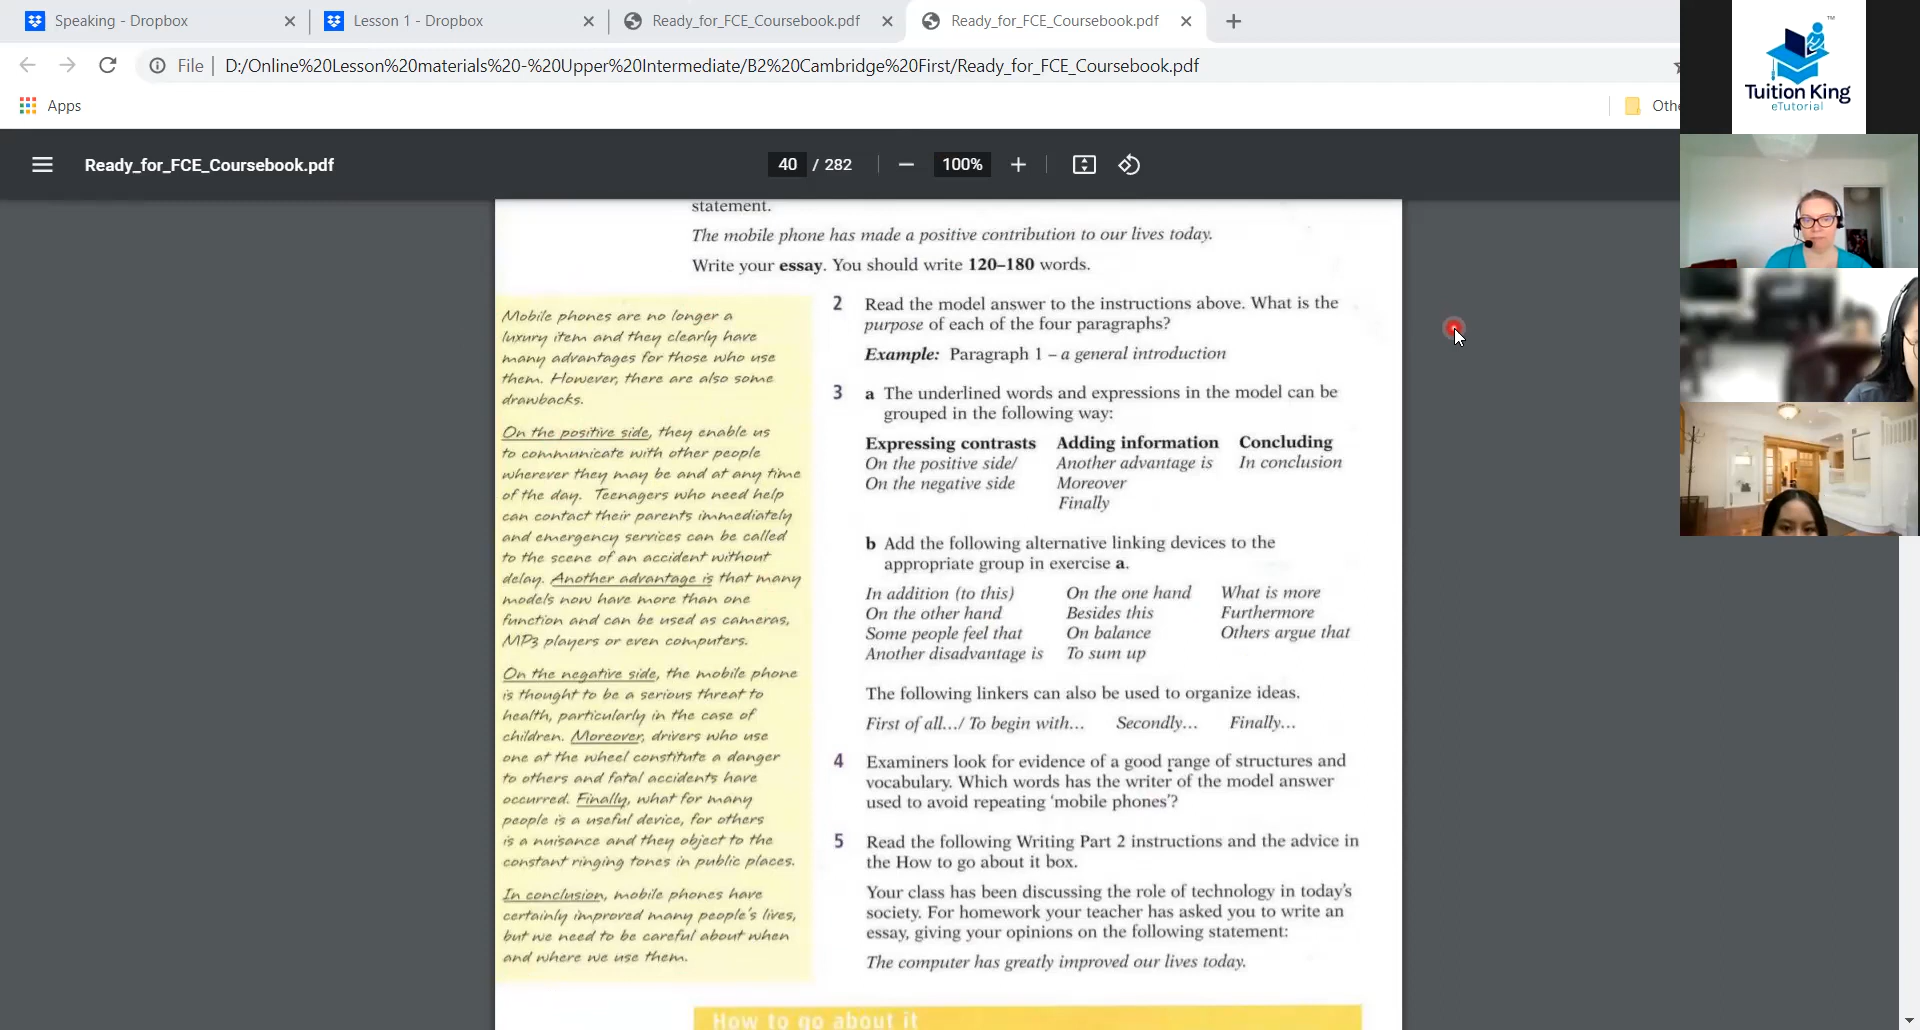 Speaking - Dropbox
Lesson 1 - Dropbox
Ready_for_FCE_Coursebook.pdf
Ready_for_FCE_Coursebook.pdf
File
D:/Online%20Lesson%20materials%20-%20Upper%20Intermediate/B2%20Cambridge%20First/Ready_for_FCE_Coursebook.pdf
Apps
Othe
Ready_for_FCE_Coursebook.pdf
40 / 282
100%
TM
Tuition King
eTutorial
statement.
The mobile phone has made a positive contribution to our lives today.
Write your essay. You should write 120–180 words.
Mobile phones are no longer a
luxury item and they clearly have
many advantages for those who use
them. However, there are also some
drawbacks.
On the positive side, they enable us
to communicate with other people
wherever they may be and at any time
of the day. Teenagers who need help
can contact their parents immediately
and emergency services can be called
to the scene of an accident without
delay. Another advantage is that many
models now have more than one
function and can be used as cameras,
MP3 players or even computers.
On the negative side, the mobile phone
is thought to be a serious threat to
health, particularly in the case of
children. Moreover, drivers who use
one at the wheel constitute a danger
to others and fatal accidents have
occurred. Finally, what for many
people is a useful device, for others
is a nuisance and they object to the
constant ringing tones in public places.
In conclusion, mobile phones have
certainly improved many people's lives,
but we need to be careful about when
and where we use them.
2 Read the model answer to the instructions above. What is the
purpose of each of the four paragraphs?
Example: Paragraph 1 – a general introduction
3 a The underlined words and expressions in the model can be
grouped in the following way:
Expressing contrasts Adding information Concluding
On the positive side/ Another advantage is In conclusion
On the negative side Moreover
Finally
b Add the following alternative linking devices to the
appropriate group in exercise a.
In addition (to this) On the one hand What is more
On the other hand Besides this Furthermore
Some people feel that On balance Others argue that
Another disadvantage is To sum up
The following linkers can also be used to organize ideas.
First of all…/ To begin with… Secondly… Finally…
4 Examiners look for evidence of a good range of structures and
vocabulary. Which words has the writer of the model answer
used to avoid repeating 'mobile phones'?
5 Read the following Writing Part 2 instructions and the advice in
the How to go about it box.
Your class has been discussing the role of technology in today's
society. For homework your teacher has asked you to write an
essay, giving your opinions on the following statement:
The computer has greatly improved our lives today.
How to go about it